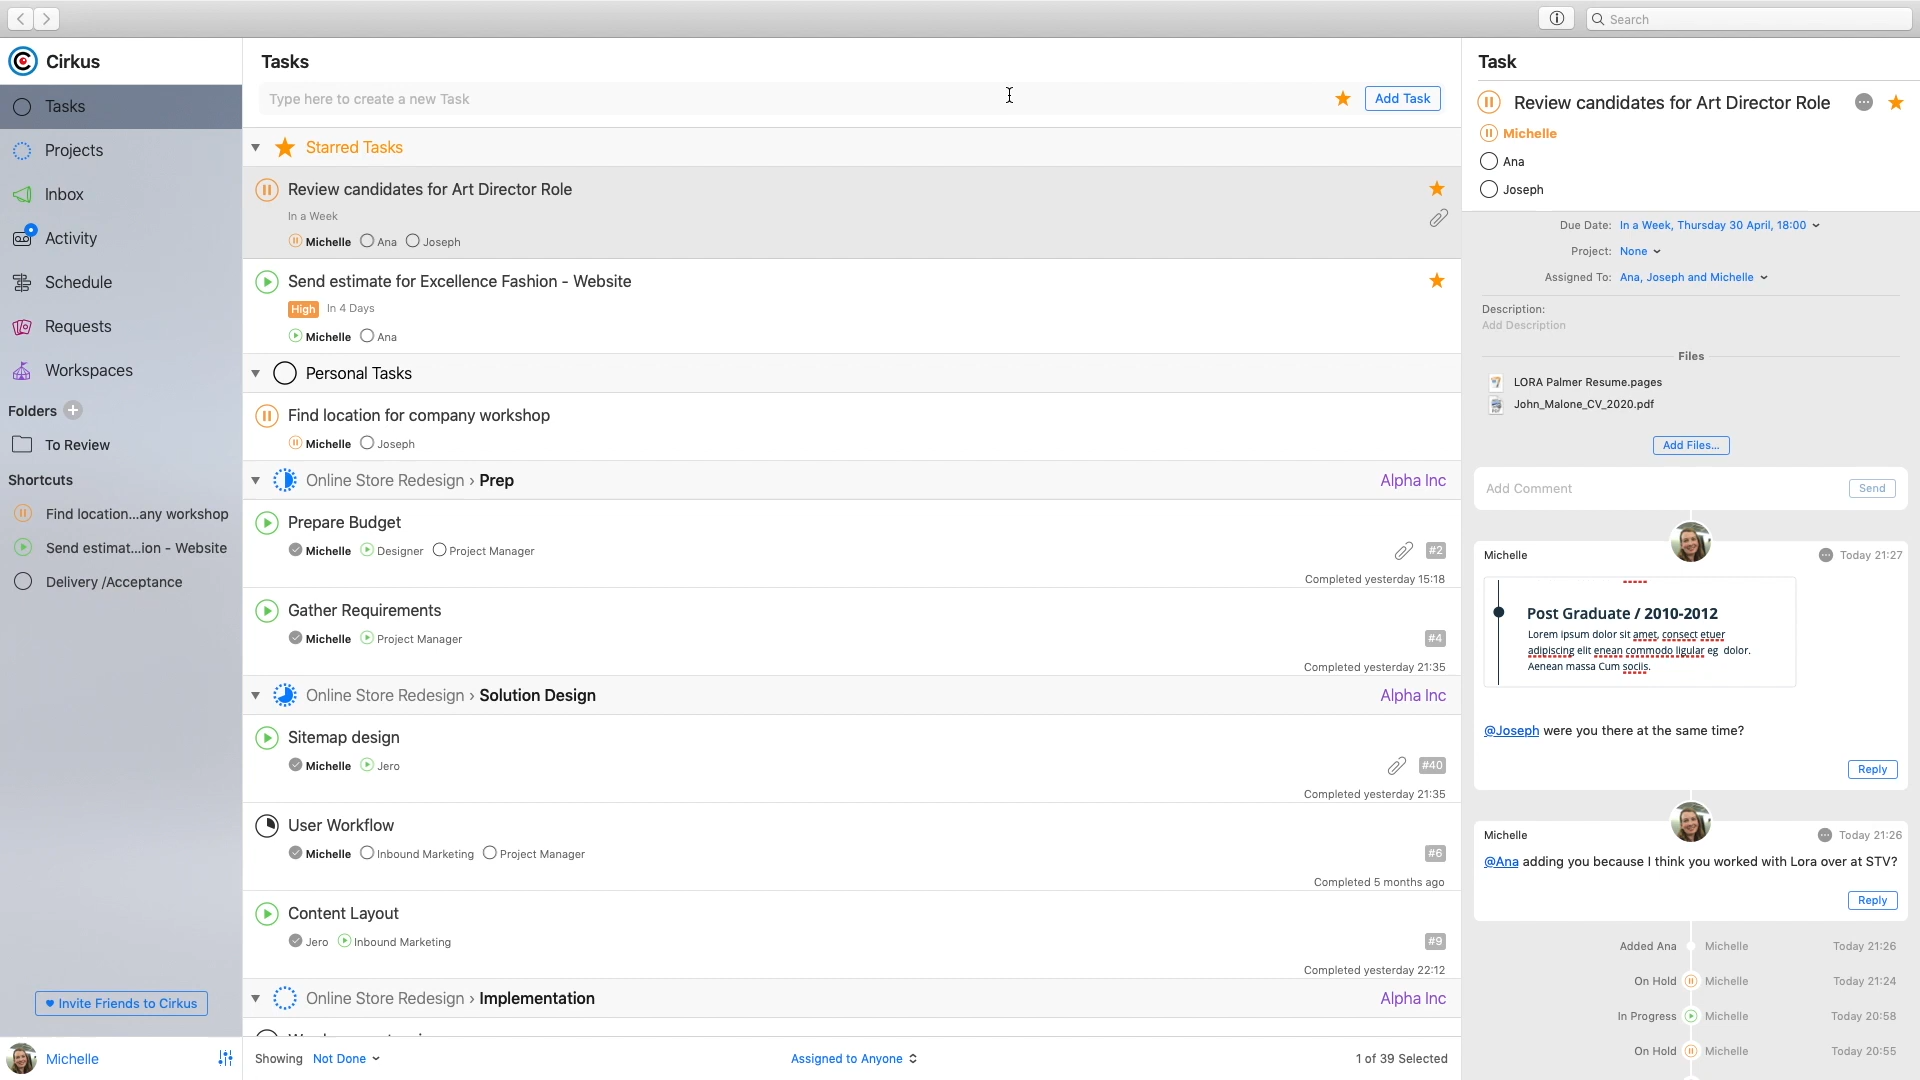 Search
Cirkus
Tasks
Projects
Inbox
Activity
Schedule
Requests
Workspaces
Folders
To Review
Shortcuts
Find location...any workshop
Send estimat...ion - Website
Delivery /Acceptance
Invite Friends to Cirkus
Michelle
Tasks
Type here to create a new Task
Add Task
Starred Tasks
Review candidates for Art Director Role
In a Week
Michelle Ana Joseph
Send estimate for Excellence Fashion - Website
High In 4 Days
Michelle Ana
Personal Tasks
Find location for company workshop
Michelle Joseph
Online Store Redesign › Prep Alpha Inc
Prepare Budget
Michelle Designer Project Manager #2
Completed yesterday 15:18
Gather Requirements
Michelle Project Manager #4
Completed yesterday 21:35
Online Store Redesign › Solution Design Alpha Inc
Sitemap design
Michelle Jero #40
Completed yesterday 21:35
User Workflow
Michelle Inbound Marketing Project Manager #6
Completed 5 months ago
Content Layout
Jero Inbound Marketing #9
Completed yesterday 22:12
Online Store Redesign › Implementation Alpha Inc
Showing Not Done Assigned to Anyone 1 of 39 Selected
Task
Review candidates for Art Director Role
Michelle
Ana
Joseph
Due Date: In a Week, Thursday 30 April, 18:00
Project: None
Assigned To: Ana, Joseph and Michelle
Description:
Add Description
Files
LORA Palmer Resume.pages
John_Malone_CV_2020.pdf
Add Files...
Add Comment Send
Michelle Today 21:27
Post Graduate / 2010-2012
Lorem ipsum dolor sit amet, consect etuer
adipiscing elit enean commodo ligular eg dolor.
Aenean massa Cum sociis.
@Joseph were you there at the same time?
Reply
Michelle Today 21:26
@Ana adding you because I think you worked with Lora over at STV?
Reply
Added Ana Michelle Today 21:26
On Hold Michelle Today 21:24
In Progress Michelle Today 20:58
On Hold Michelle Today 20:55